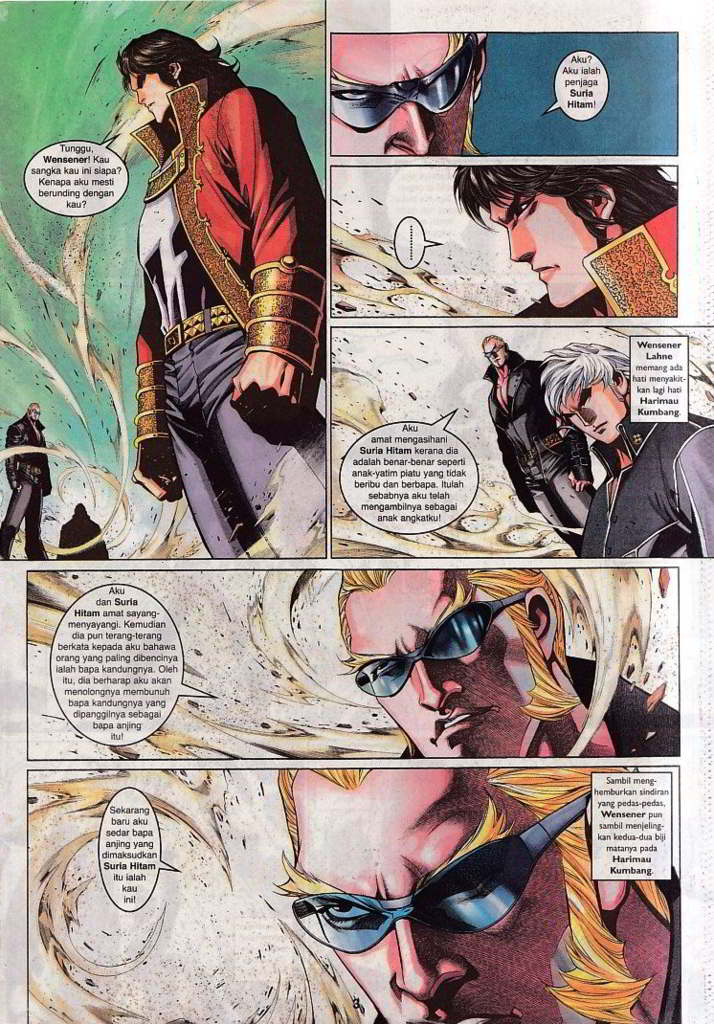 Tunggu,
Wensener! Kau
sangka kau ini siapa?
Kenapa aku mesti
berunding dengan
kau?
Aku?
Aku ialah
penjaga
Suria
Hitam!
..........
Wensener
Lahne
memang ada
hati menyakit-
kan lagi hati
Harimau
Kumbang.
Aku
amat mengasihani
Suria Hitam kerana dia
adalah benar-benar seperti
anak-yatim piatu yang tidak
beribu dan berbapa. Itulah
sebabnya aku telah
mengambilnya sebagai
anak angkatku!
Aku
dan Suria
Hitam amat sayang-
menyayangi. Kemudian
dia pun terang-terang
berkata kepada aku bahawa
orang yang paling dibencinya
ialah bapa kandungnya. Oleh
itu, dia berharap aku akan
menolongnya membunuh
bapa kandungnya yang
dipanggilnya sebagai
bapa anjing
itu!
Sambil meng-
hemburkan sindiran
yang pedas-pedas,
Wensener pun
sambil menjeling-
kan kedua-dua biji
matanya pada
Harimau
Kumbang.
Sekarang
baru aku
sedar bapa
anjing yang
dimaksudkan
Suria Hitam
itu ialah
kau
ini!
3